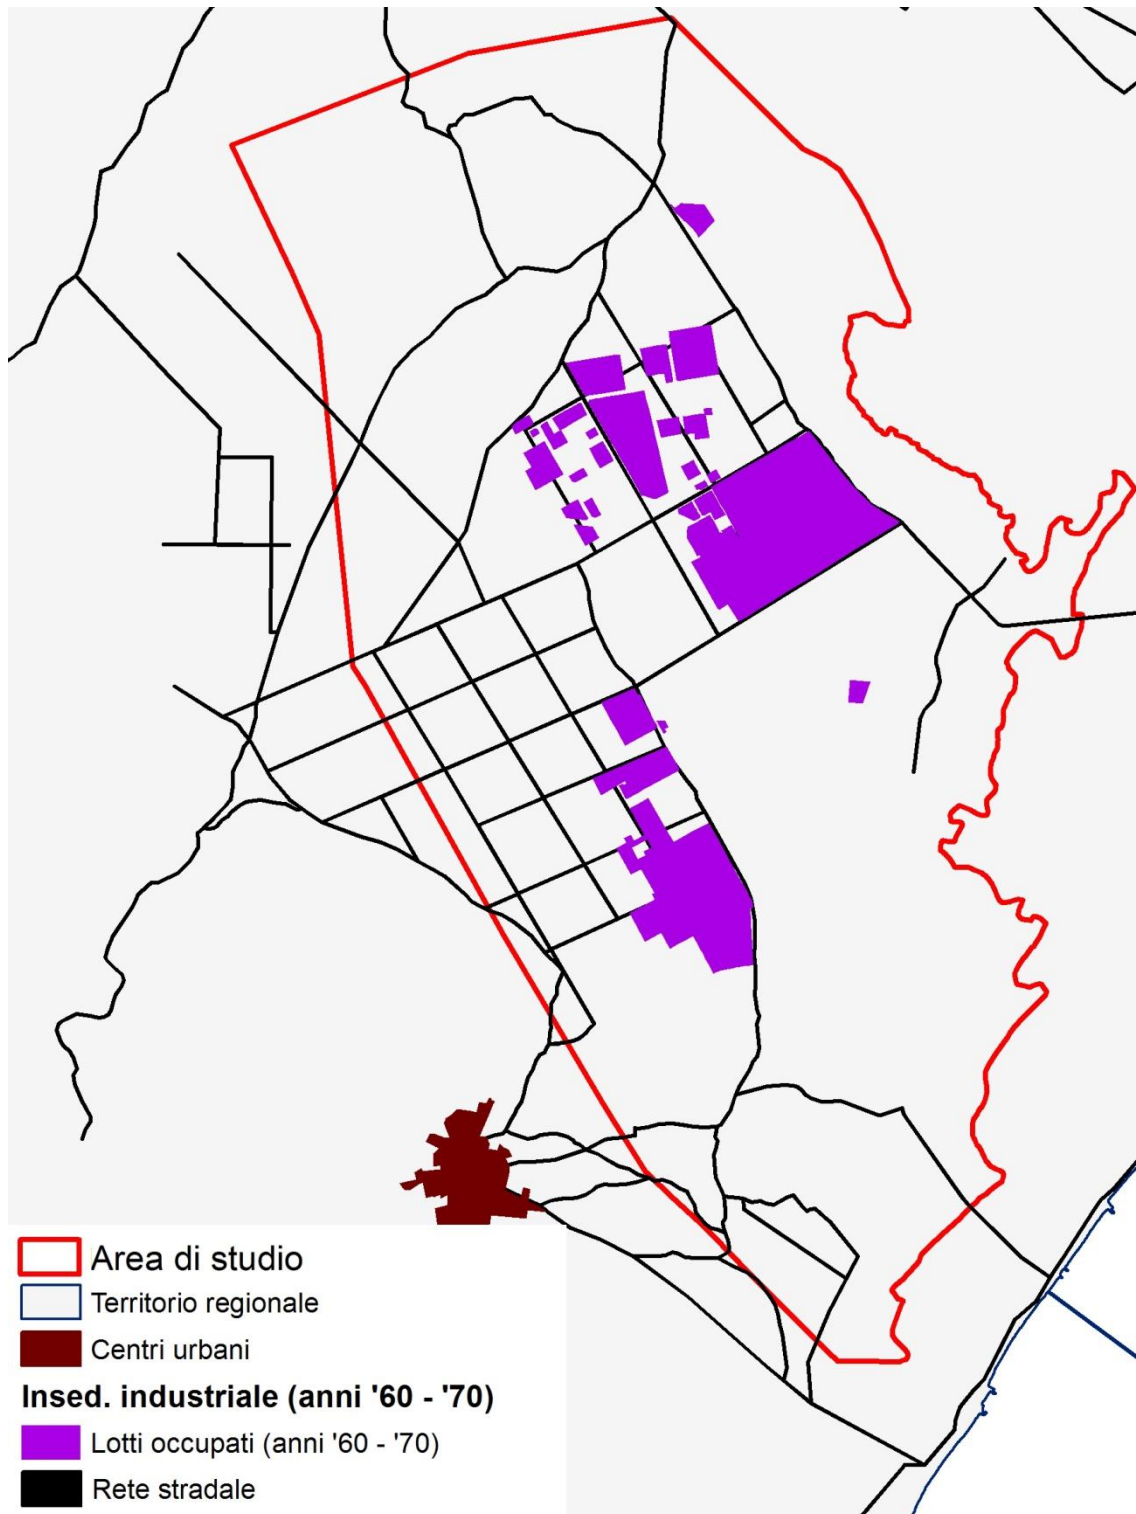 Area di studio
Territorio regionale
Centri urbani
Insed. industriale (anni '60 - '70)
Lotti occupati (anni '60 - '70)
Rete stradale